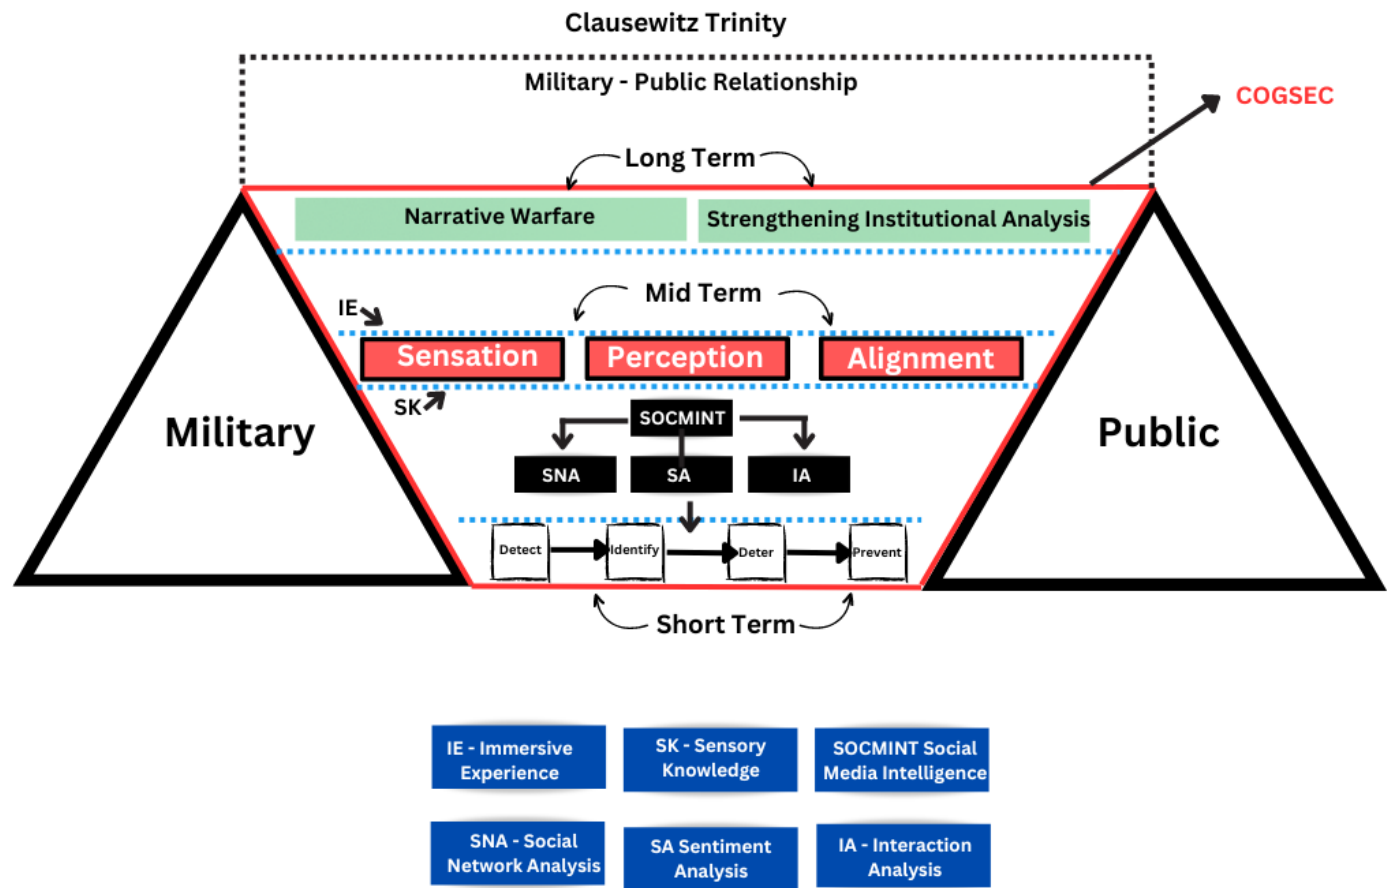 Clausewitz Trinity
Military - Public Relationship
COGSEC
Long Term
Narrative Warfare
Strengthening Institutional Analysis
Mid Term
IE
Sensation
Perception
Alignment
SK
SOCMINT
Military
Public
SNA
SA
IA
Detect
Identify
Deter
Prevent
Short Term
IE - Immersive
Experience
SK - Sensory
Knowledge
SOCMINT Social
Media Intelligence
SNA - Social
Network Analysis
SA Sentiment
Analysis
IA - Interaction
Analysis